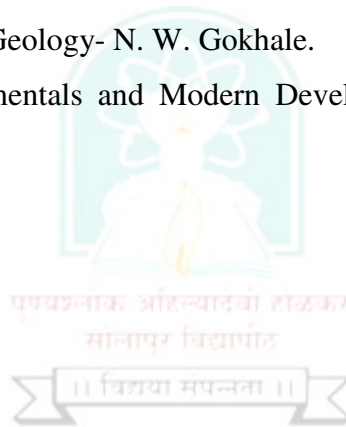 Geology- N. W. Gokhale.
mentals and Modern Devel
पुण्यश्लोक अहिल्यादेवी होळकर
सोलापूर विद्यापीठ
।। विद्यया संपन्नता ।।